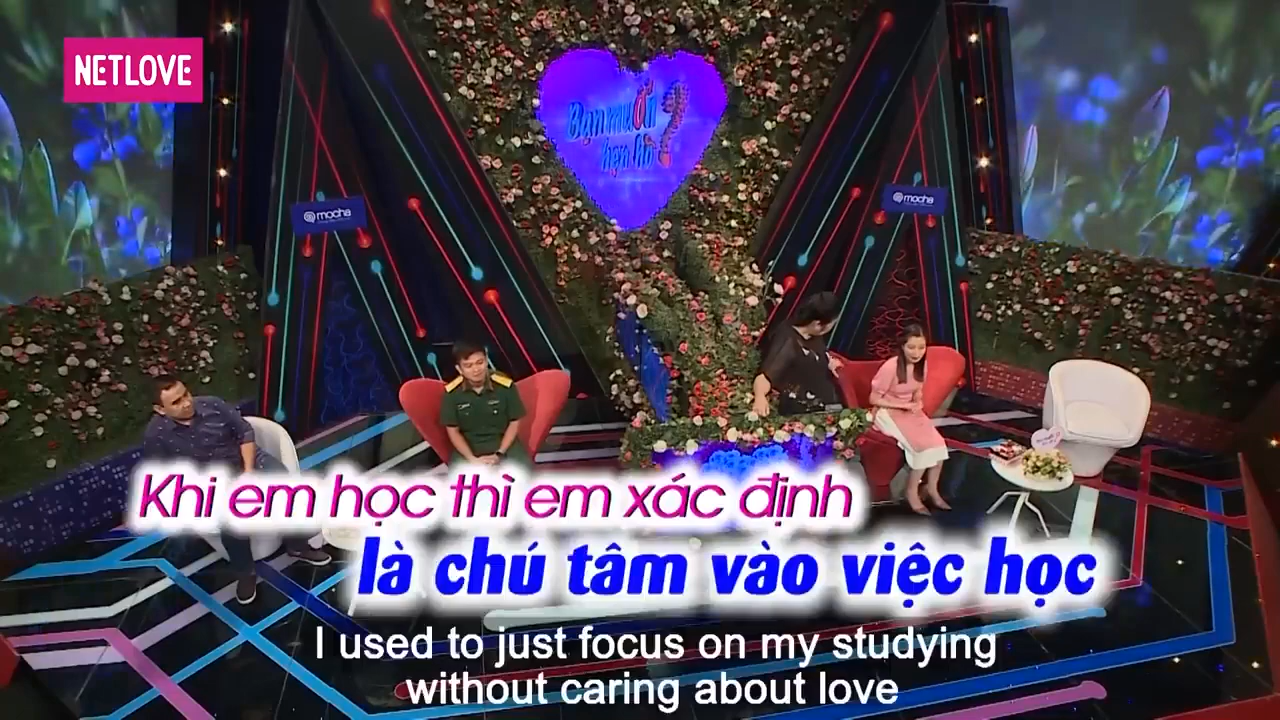 NETLOVE
Bạn muốn
hẹn hò ?
mocha
mocha
Khi em học thì em xác định
là chú tâm vào việc học
I used to just focus on my studying
without caring about love